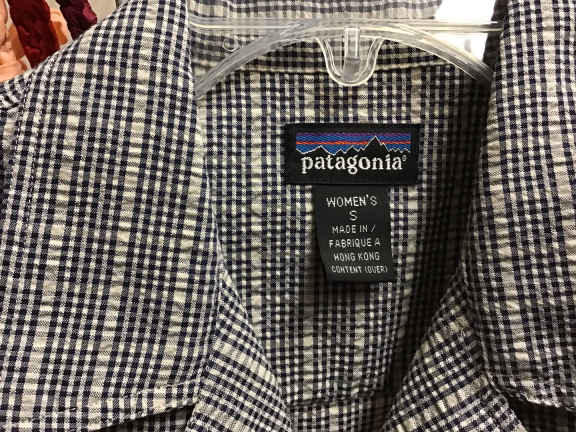 patagonia®
WOMEN'S
S
MADE IN /
FABRIQUE A
HONG KONG
CONTENT (OVER)